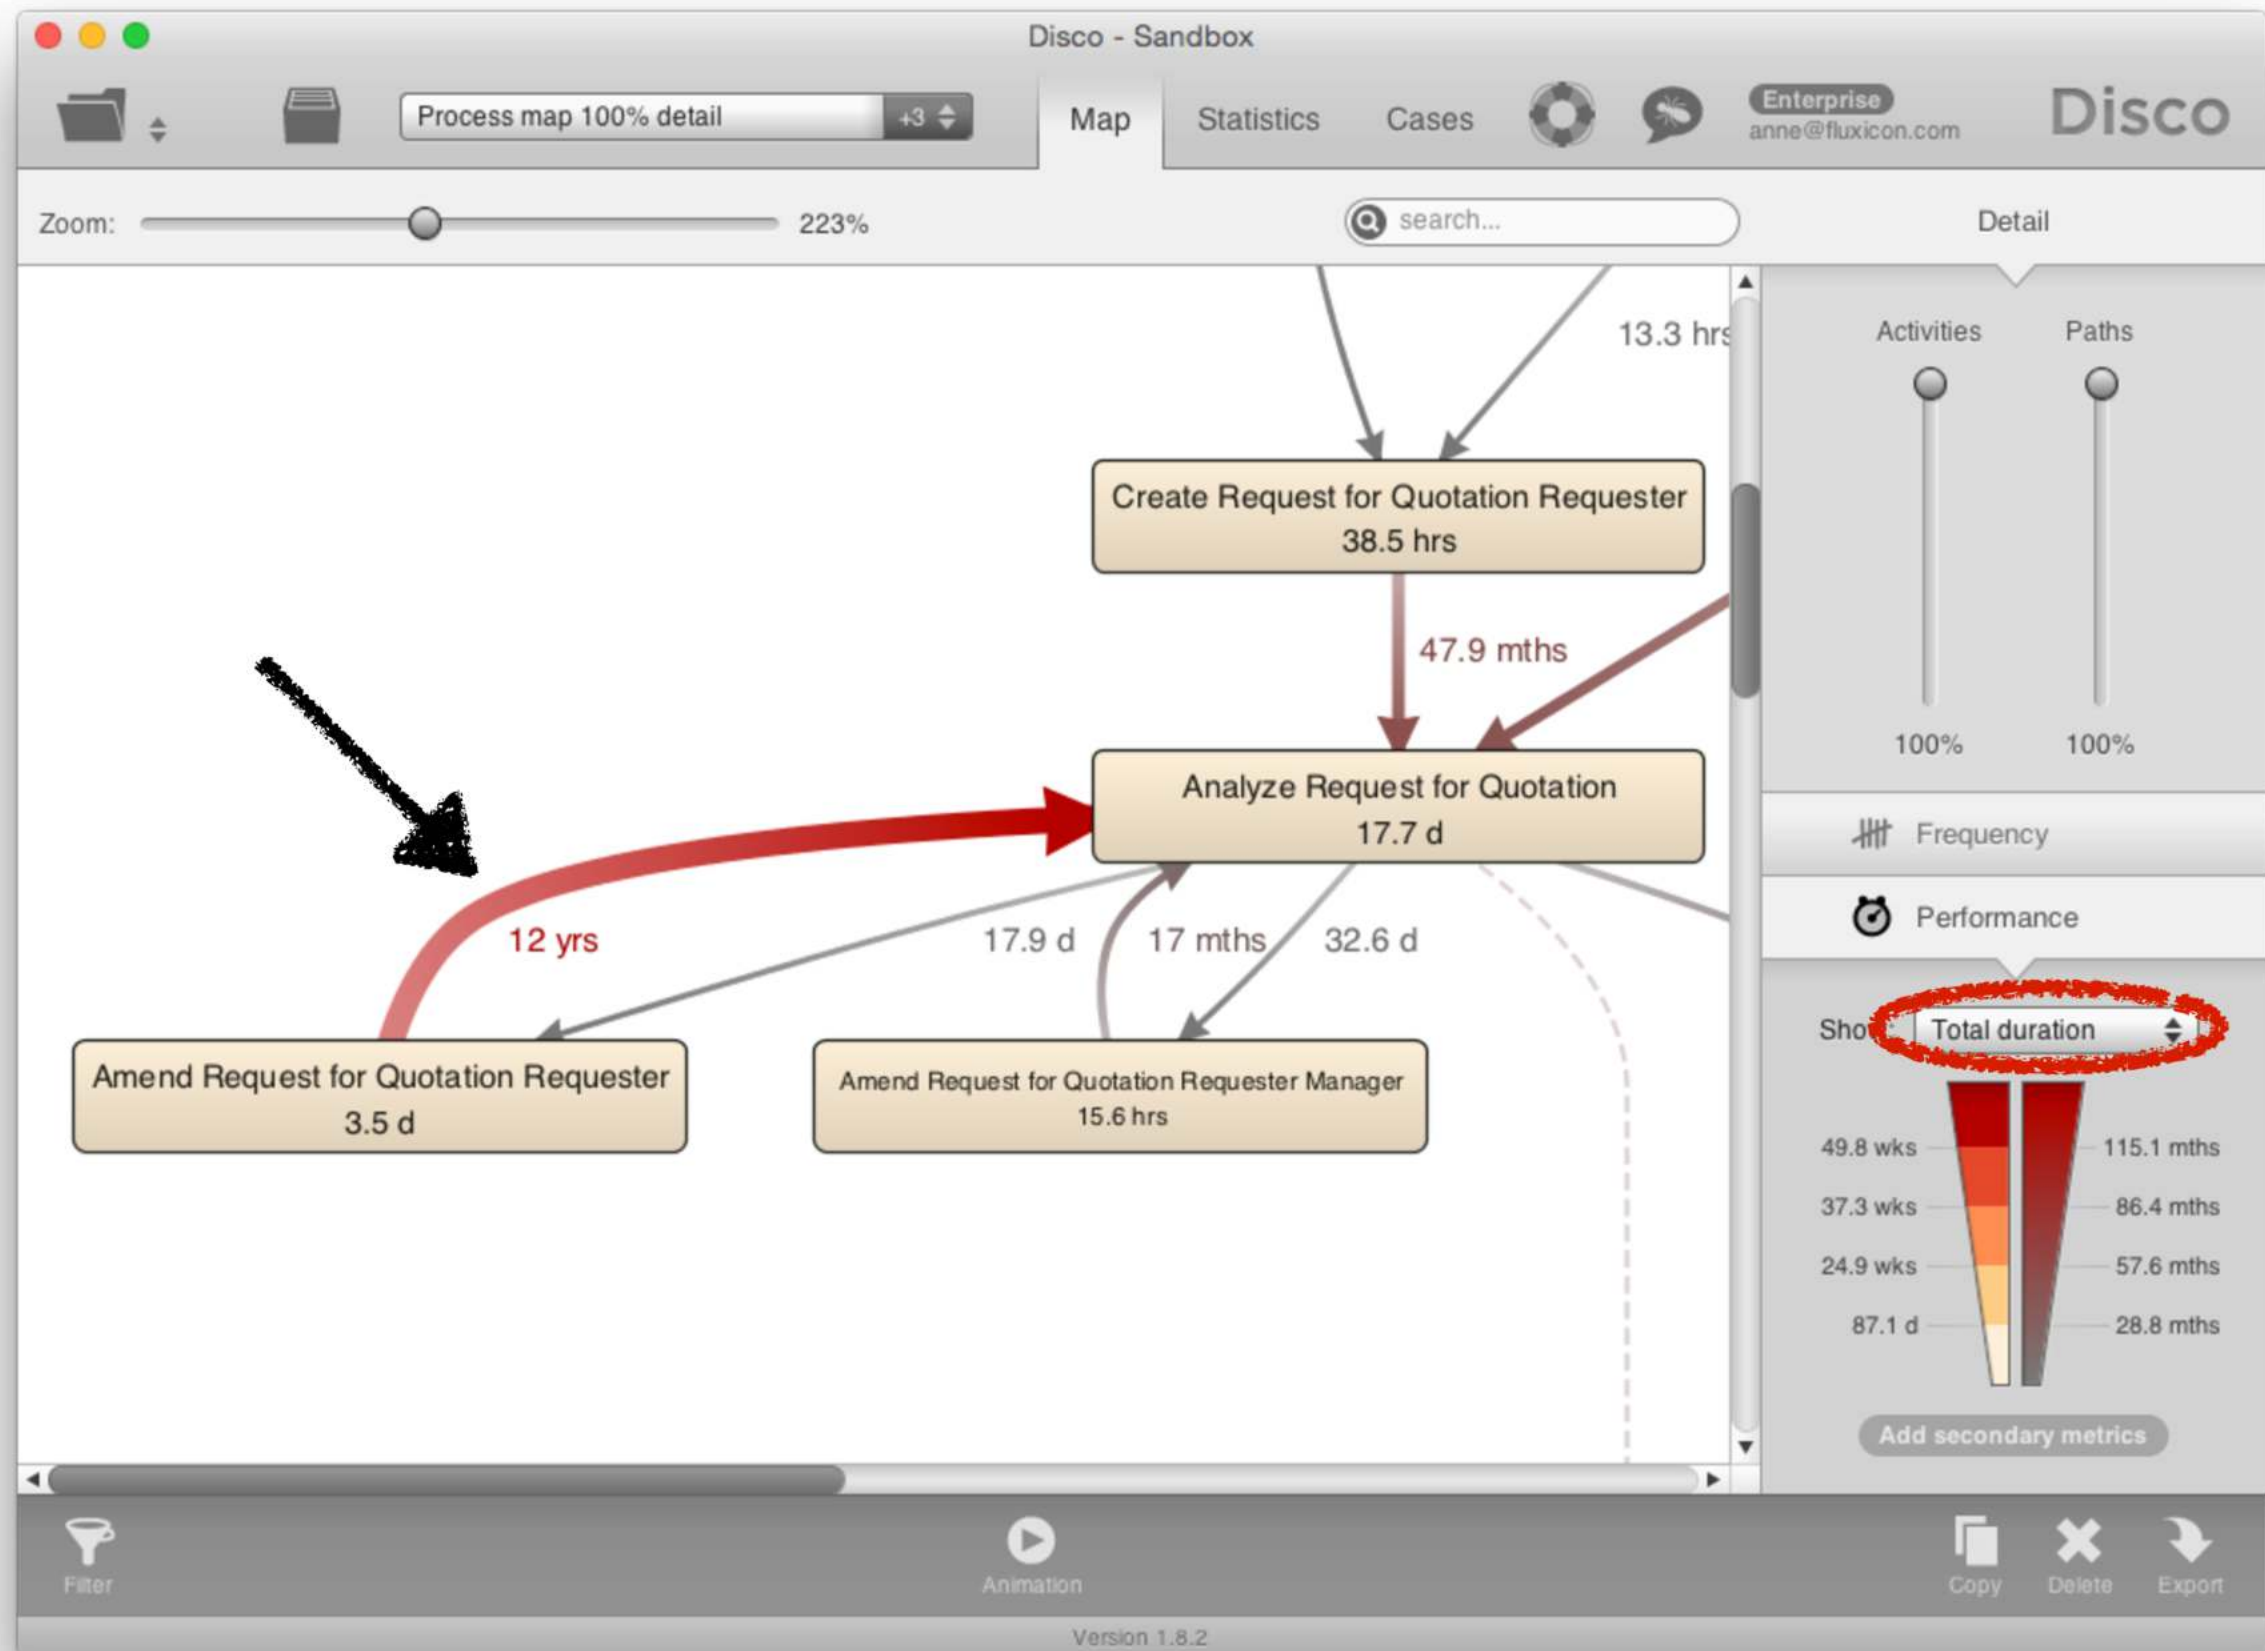 Disco - Sandbox
Process map 100% detail
+3
Map
Statistics
Cases
Enterprise
anne@fluxicon.com
Disco
Zoom:
223%
search...
Detail
13.3 hrs
Activities
Paths
100%
100%
Create Request for Quotation Requester
38.5 hrs
47.9 mths
Analyze Request for Quotation
17.7 d
12 yrs
17.9 d
17 mths
32.6 d
Amend Request for Quotation Requester
3.5 d
Amend Request for Quotation Requester Manager
15.6 hrs
Frequency
Performance
Sho
Total duration
49.8 wks
115.1 mths
37.3 wks
86.4 mths
24.9 wks
57.6 mths
87.1 d
28.8 mths
Add secondary metrics
Filter
Animation
Copy
Delete
Export
Version 1.8.2